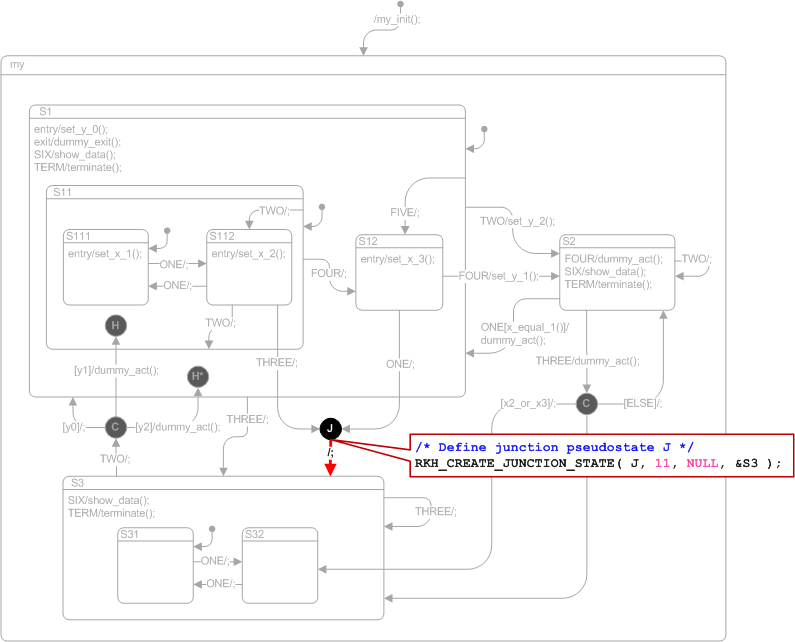 /my_init();
my
S1
entry/set_y_0();
exit/dummy_exit();
SIX/show_data();
TERM/terminate();
S11
TWO/;
FIVE/;
TWO/set_y_2();
S111
entry/set_x_1();
S112
entry/set_x_2();
S12
entry/set_x_3();
S2
FOUR/dummy_act();
SIX/show_data();
TERM/terminate();
TWO/;
ONE/;
ONE/;
FOUR/;
FOUR/set_y_1();
TWO/;
H
ONE[x_equal_1()]/
dummy_act();
THREE/;
ONE/;
THREE/dummy_act();
[y1]/dummy_act();
H*
[x2_or_x3]/;
C
[ELSE]/;
[y0]/;
C
[y2]/dummy_act();
THREE/;
J
/;
/* Define junction pseudostate J */
RKH_CREATE_JUNCTION_STATE( J, 11, NULL, &S3 );
TWO/;
S3
SIX/show_data();
TERM/terminate();
THREE/;
S31
S32
ONE/;
ONE/;